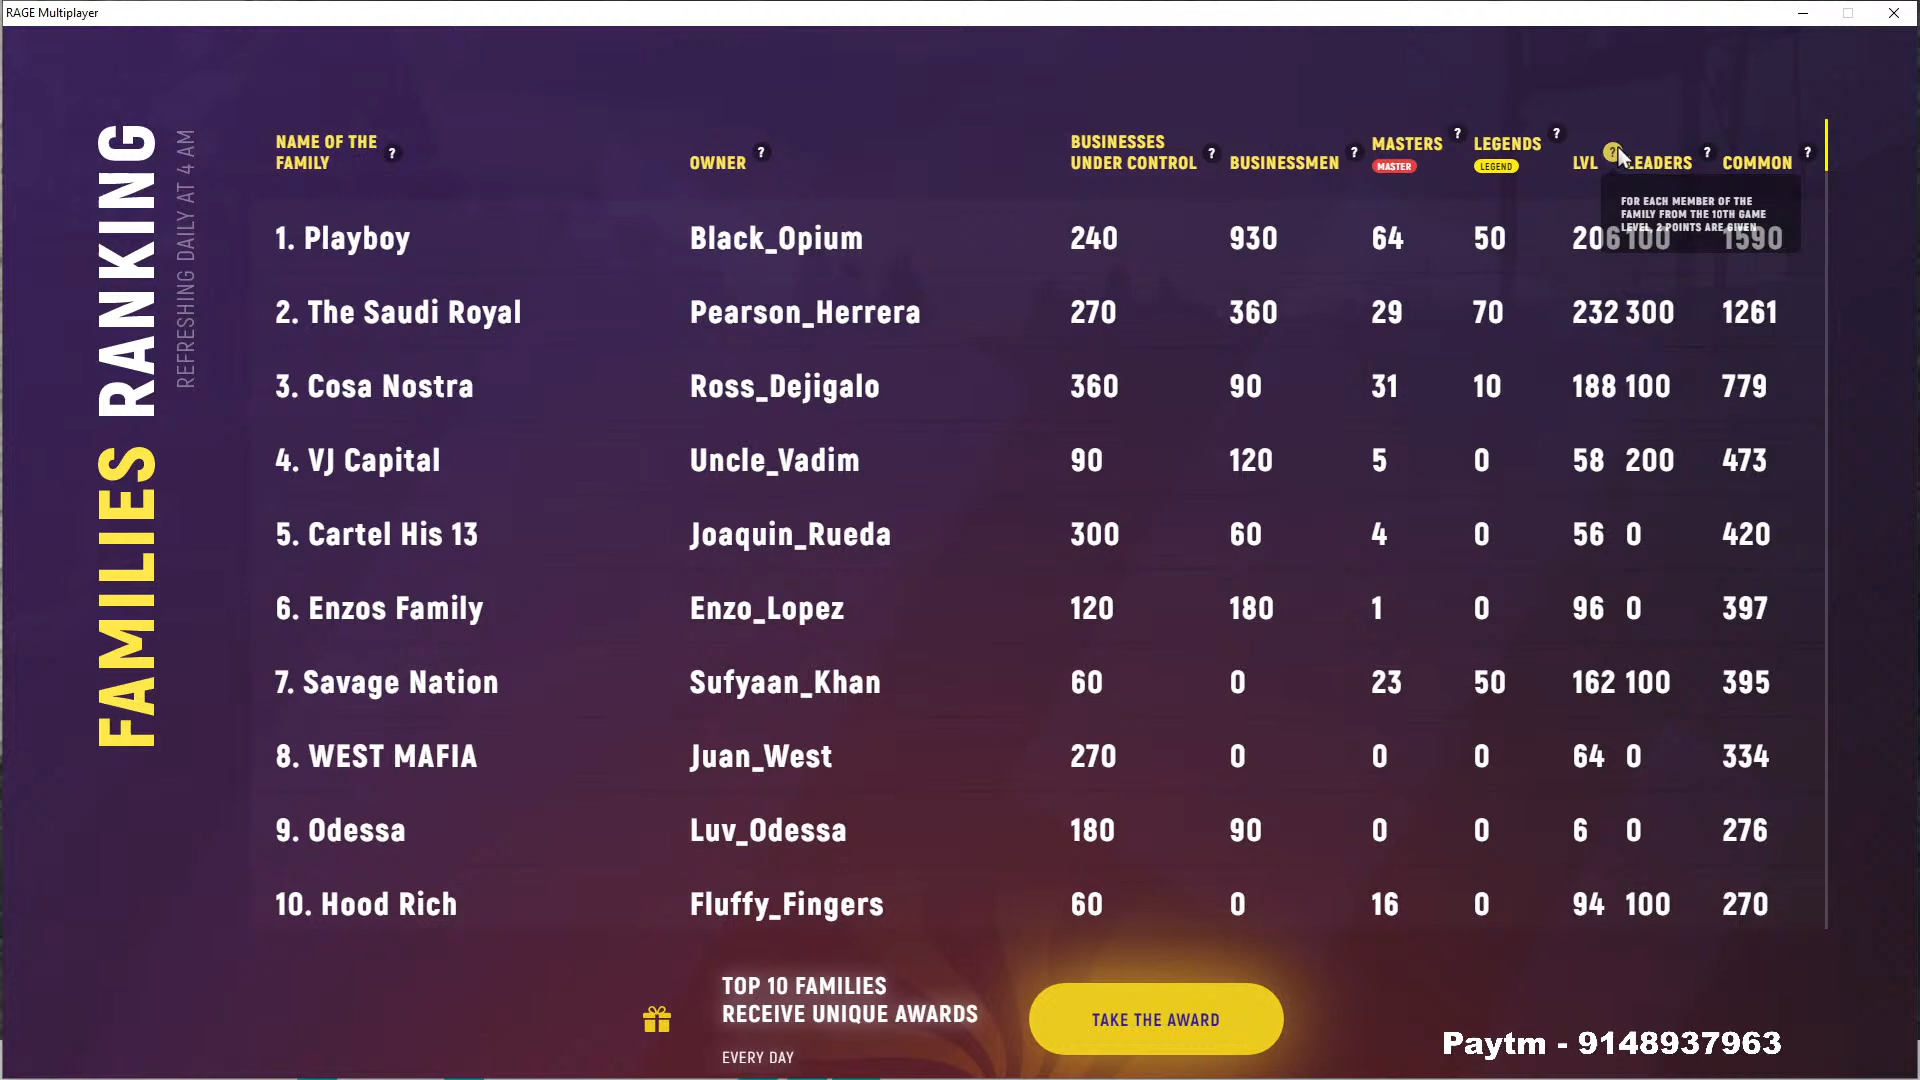 RAGE Multiplayer
FAMILIES RANKING
REFRESHING DAILY AT 4 AM
NAME OF THE
FAMILY ?
OWNER ?
BUSINESSES
UNDER CONTROL ?
BUSINESSMEN ?
MASTERS ?
MASTER
LEGENDS ?
LEGEND
LVL ?
LEADERS ?
COMMON ?
FOR EACH MEMBER OF THE
FAMILY FROM THE 10TH GAME
LEVEL, 2 POINTS ARE GIVEN
1. Playboy Black_Opium 240 930 64 50 206 100 1590
2. The Saudi Royal Pearson_Herrera 270 360 29 70 232 300 1261
3. Cosa Nostra Ross_Dejigalo 360 90 31 10 188 100 779
4. VJ Capital Uncle_Vadim 90 120 5 0 58 200 473
5. Cartel His 13 Joaquin_Rueda 300 60 4 0 56 0 420
6. Enzos Family Enzo_Lopez 120 180 1 0 96 0 397
7. Savage Nation Sufyaan_Khan 60 0 23 50 162 100 395
8. WEST MAFIA Juan_West 270 0 0 0 64 0 334
9. Odessa Luv_Odessa 180 90 0 0 6 0 276
10. Hood Rich Fluffy_Fingers 60 0 16 0 94 100 270
TOP 10 FAMILIES
RECEIVE UNIQUE AWARDS
EVERY DAY
TAKE THE AWARD
Paytm - 9148937963